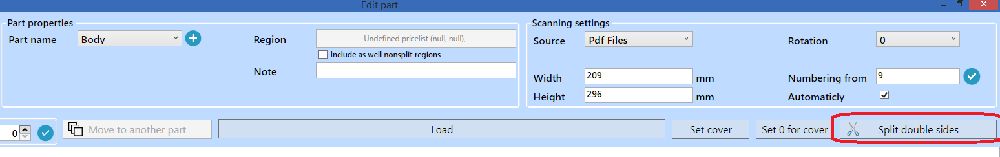 Edit part
Part properties
Part name Body
Region Undefined pricelist (null, null),
Include as well nonsplit regions
Note
Scanning settings
Source Pdf Files
Rotation 0
Width 209 mm
Numbering from 9
Height 296 mm
Automaticly
0 Move to another part Load Set cover Set 0 for cover Split double sides